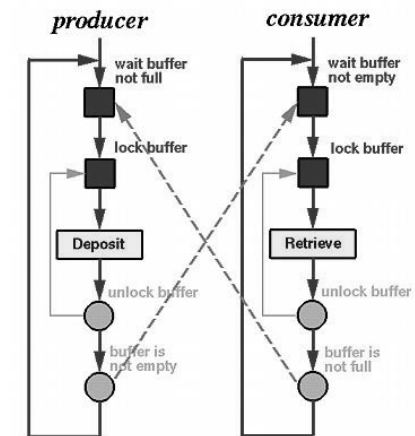 producer
wait buffer
not full
lock buffer
Deposit
unlock buffer
buffer is
not empty
consumer
wait buffer
not empty
lock buffer
Retrieve
unlock buffer
buffer is
not full